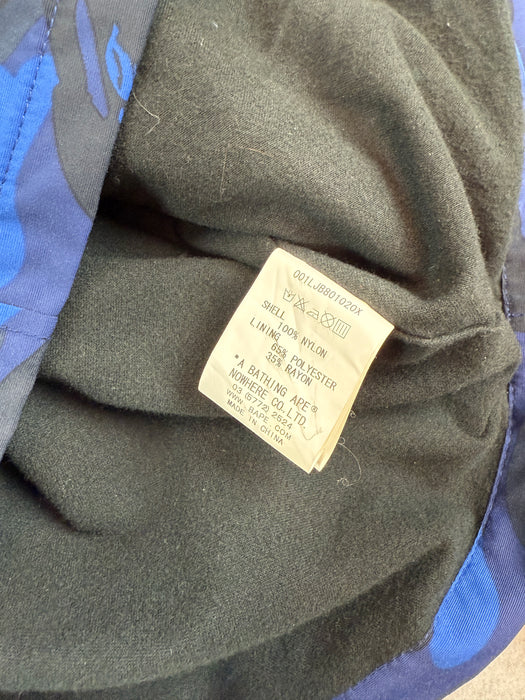 001LJB801020X
SHELL
100% NYLON
LINING
65% POLYESTER
35% RAYON
*A BATHING APE®
NOWHERE CO., LTD.
03 (5772) 2524
WWW. BAPE. COM
MADE IN CHINA